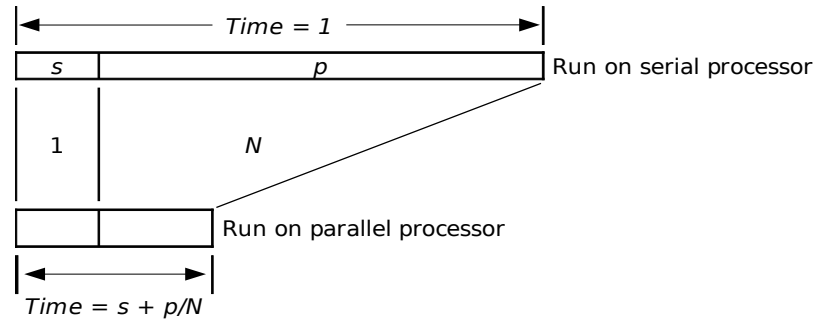 Time = 1
s p Run on serial processor
1 N
Run on parallel processor
Time = s + p/N